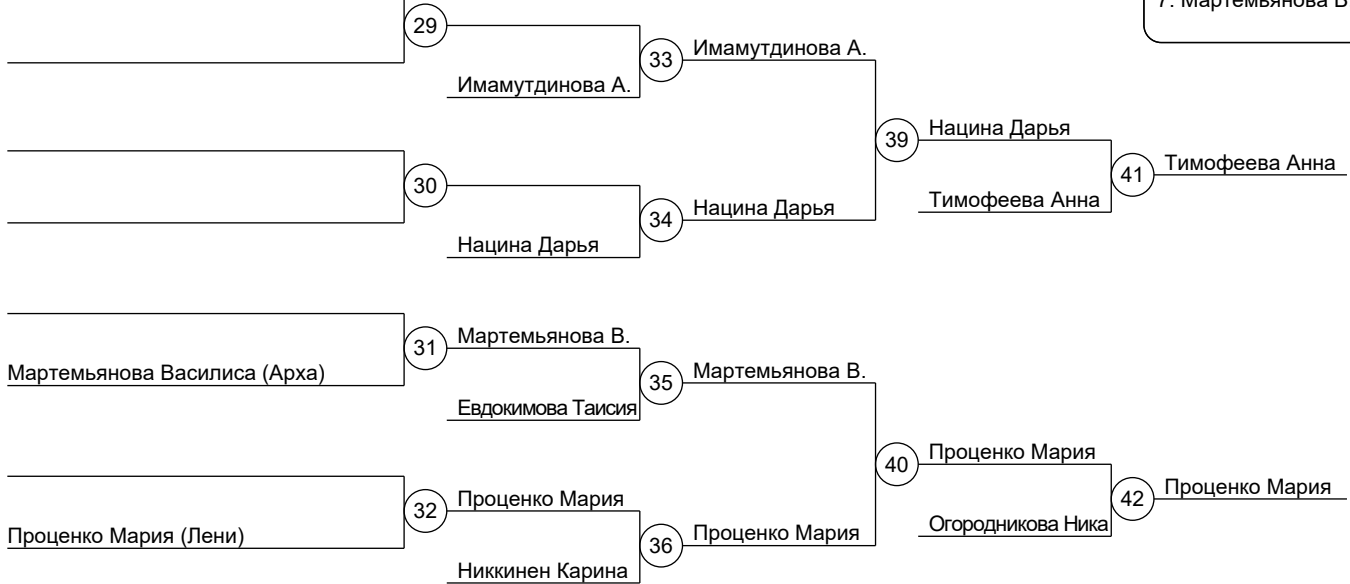 7. Мартемьянова В
29
33
Имамутдинова А.
Имамутдинова А.
39
Нацина Дарья
41
Тимофеева Анна
30
34
Нацина Дарья
Тимофеева Анна
Нацина Дарья
31
Мартемьянова В.
Мартемьянова Василиса (Арха)
35
Мартемьянова В.
Евдокимова Таисия
40
Проценко Мария
32
Проценко Мария
42
Проценко Мария
Проценко Мария (Лени)
36
Проценко Мария
Огородникова Ника
Никкинен Карина